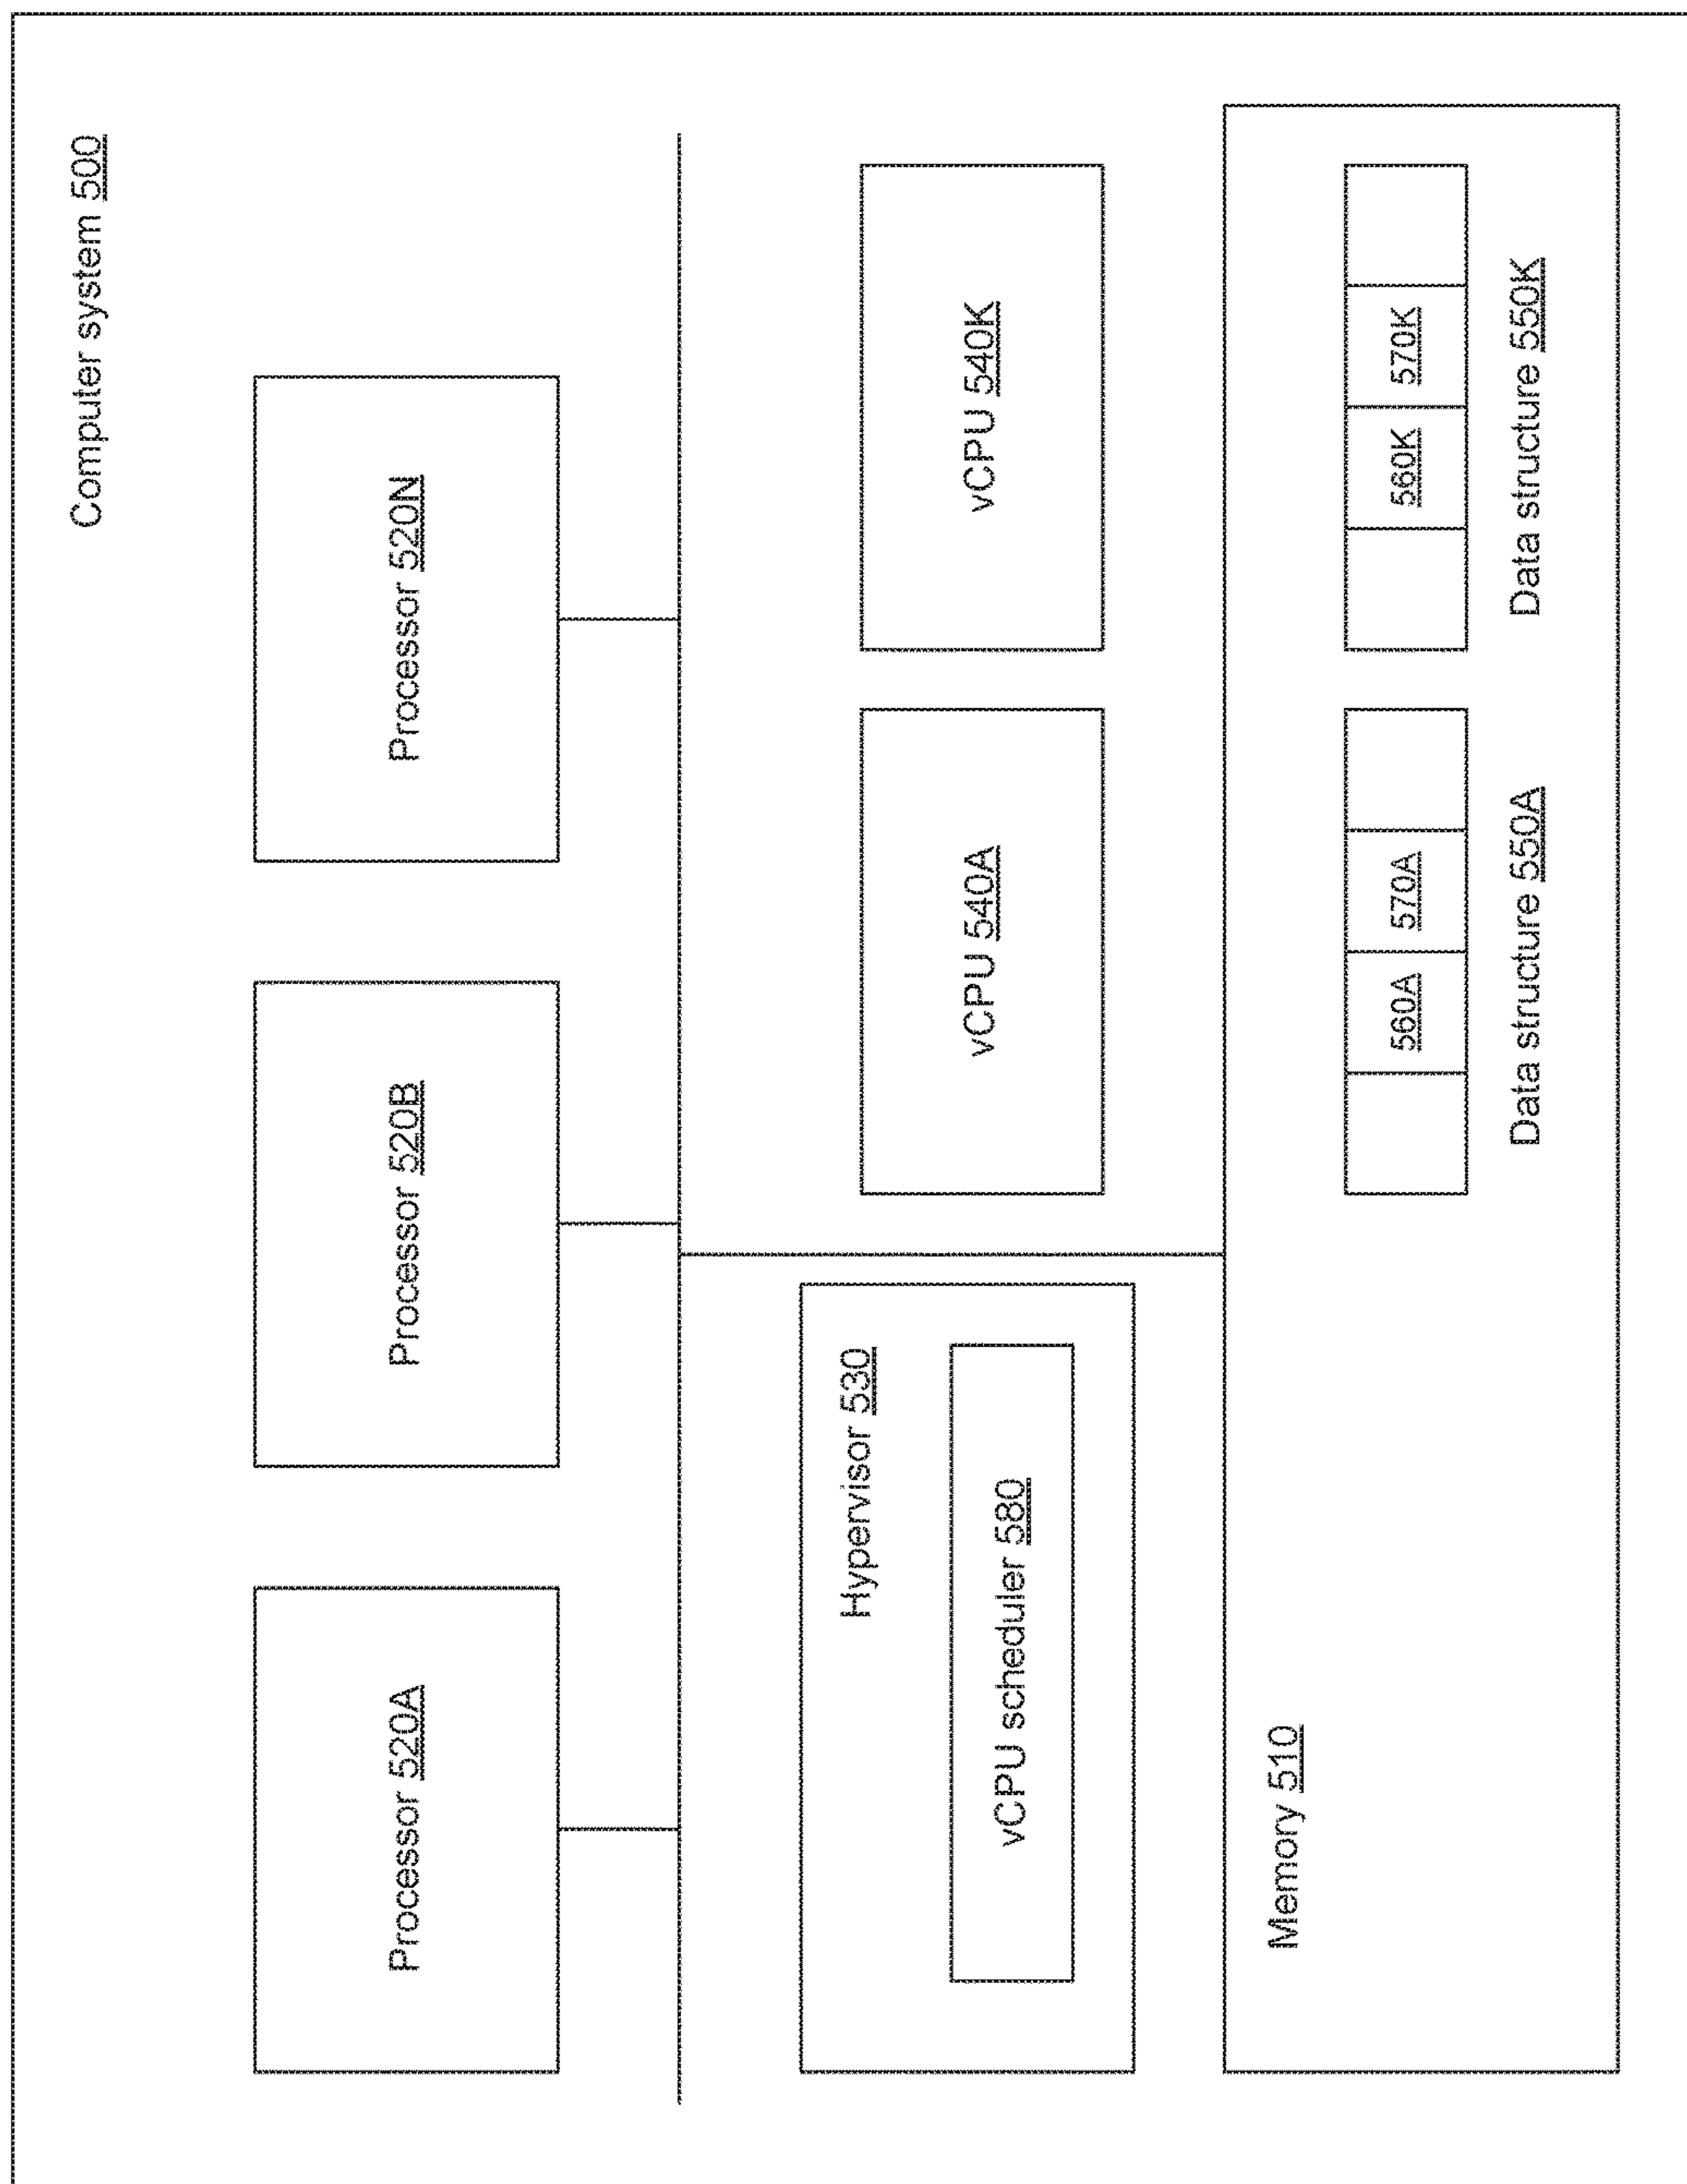 Computer system 500
Processor 520A
Processor 520B
Processor 520N
Hypervisor 530
vCPU scheduler 580
vCPU 540A
vCPU 540K
Memory 510
560A
570A
Data structure 550A
560K
570K
Data structure 550K